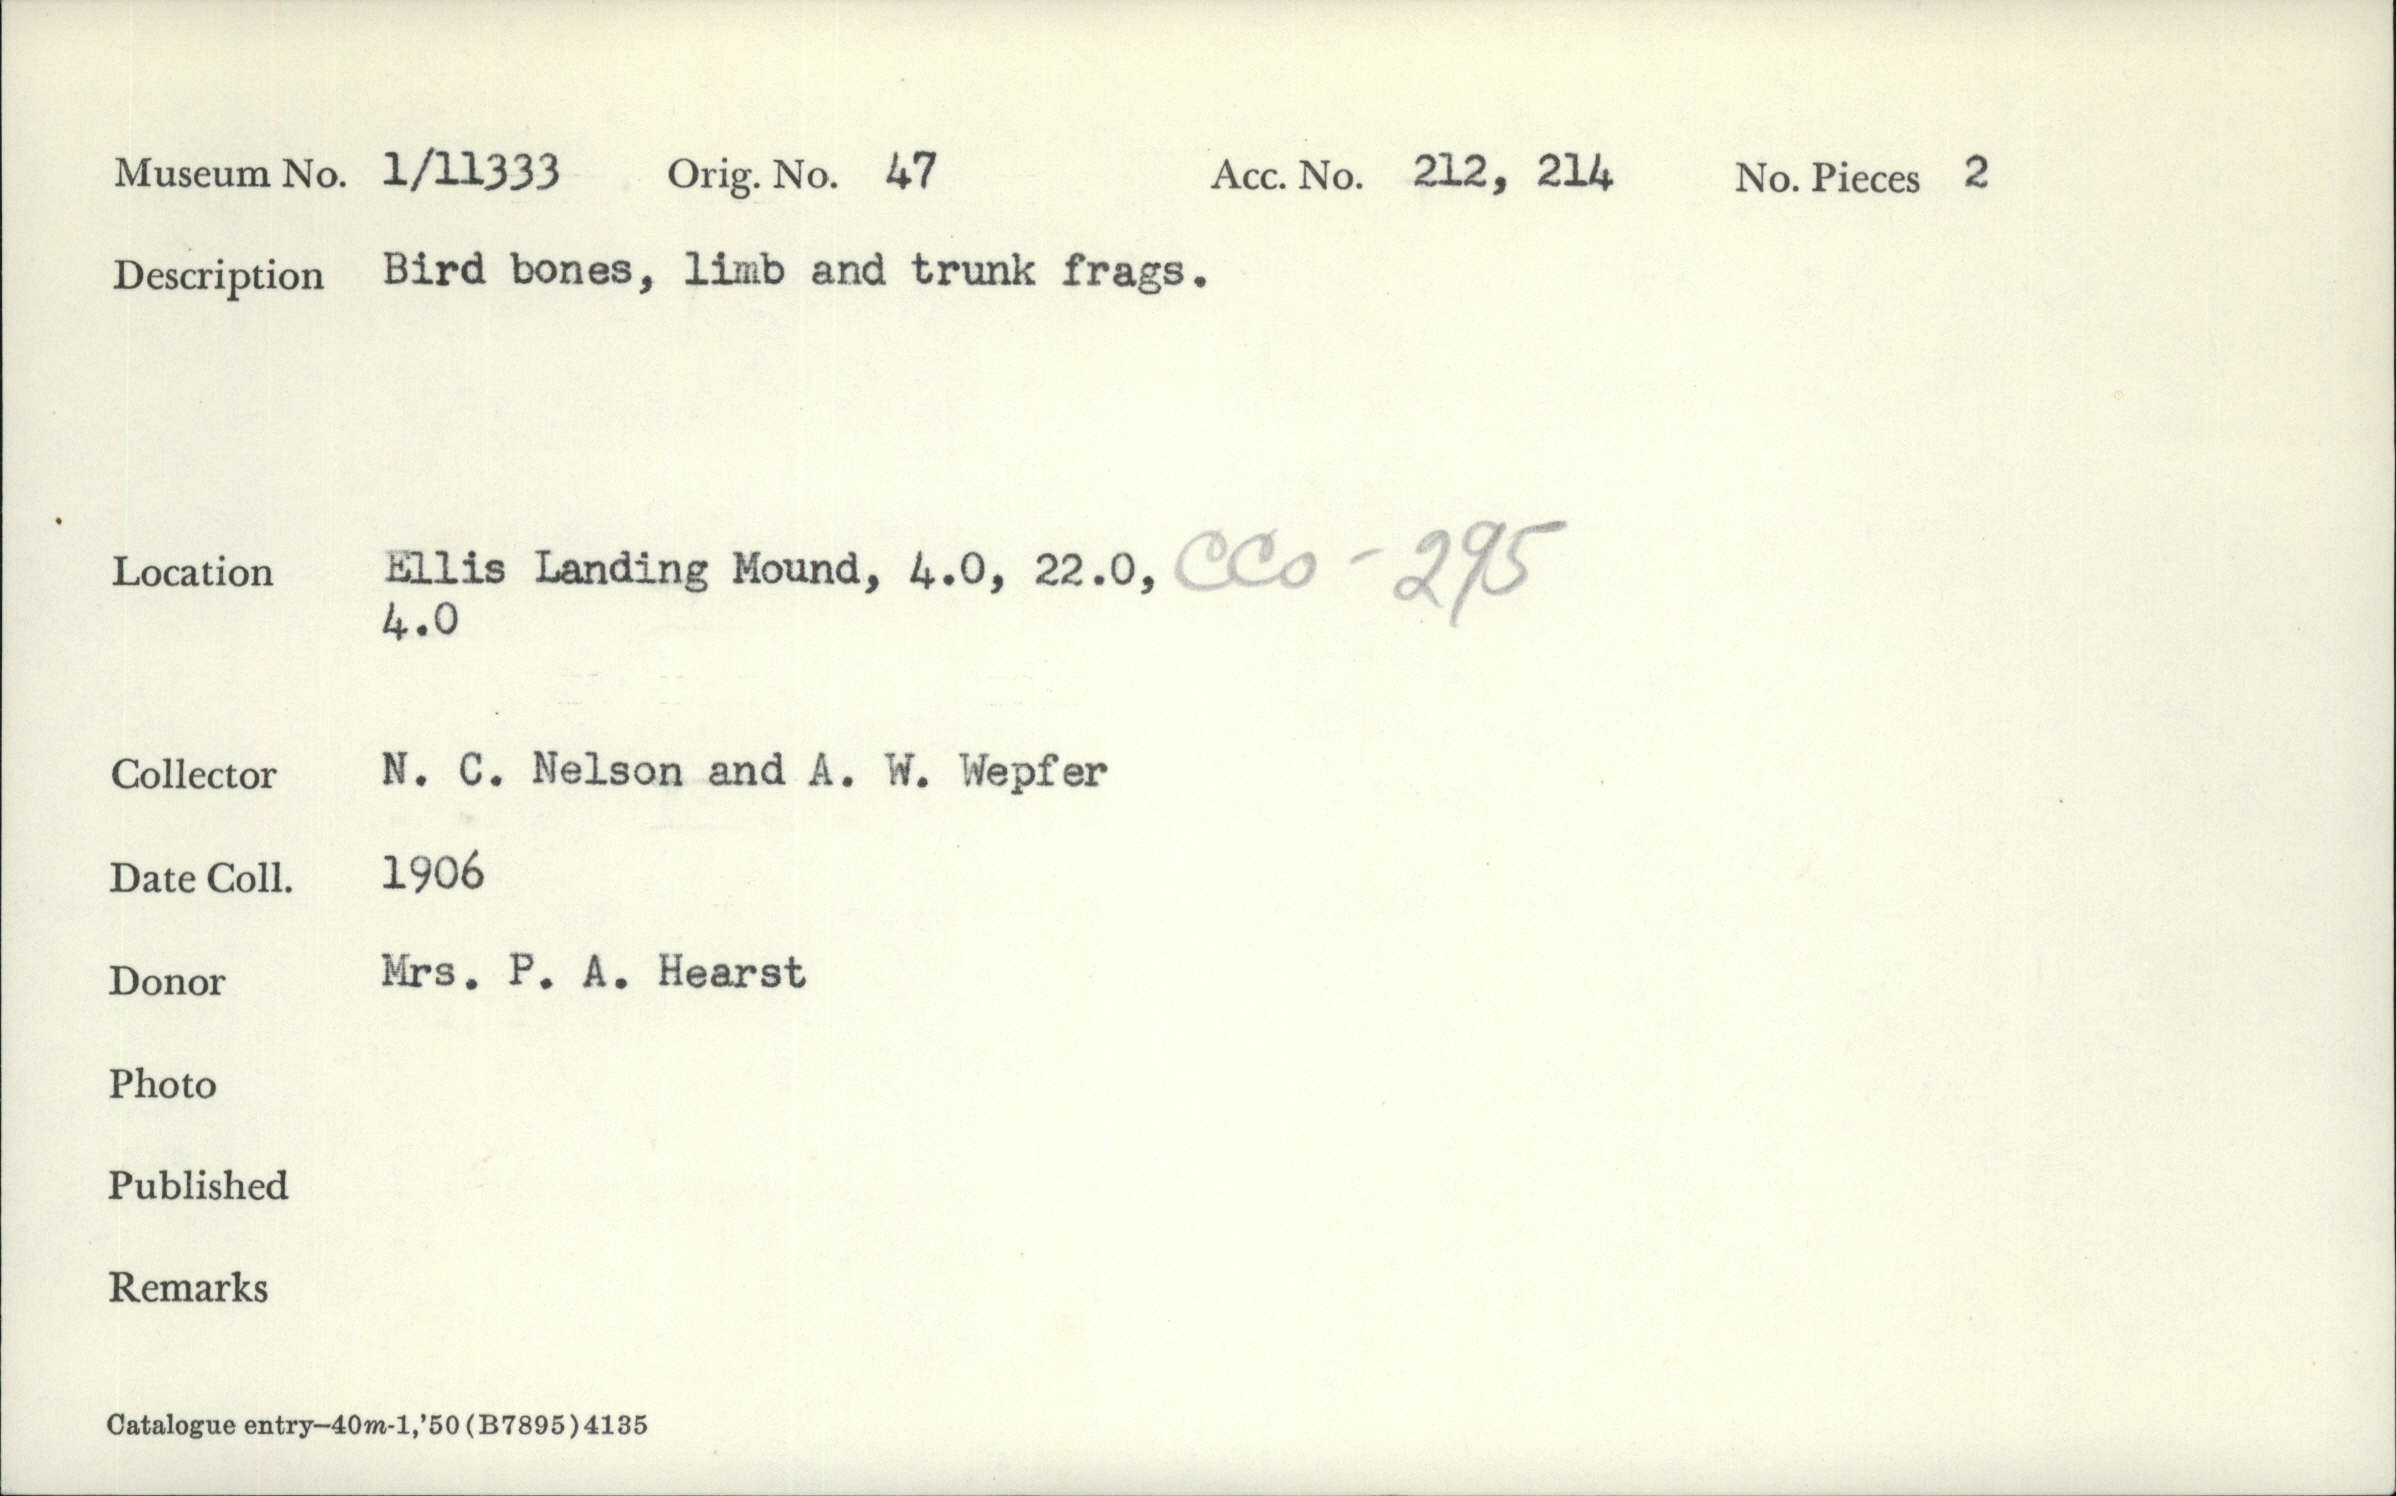 Museum No. 1/11333 Orig. No. 47 Acc. No. 212, 214 No. Pieces 2
Description Bird bones, limb and trunk frags.
Location Ellis Landing Mound, 4.0, 22.0, CCo-295
4.0
Collector N. C. Nelson and A. W. Wepfer
Date Coll. 1906
Donor Mrs. P. A. Hearst
Photo
Published
Remarks
Catalogue entry—40m-1,'50 (B7895) 4135